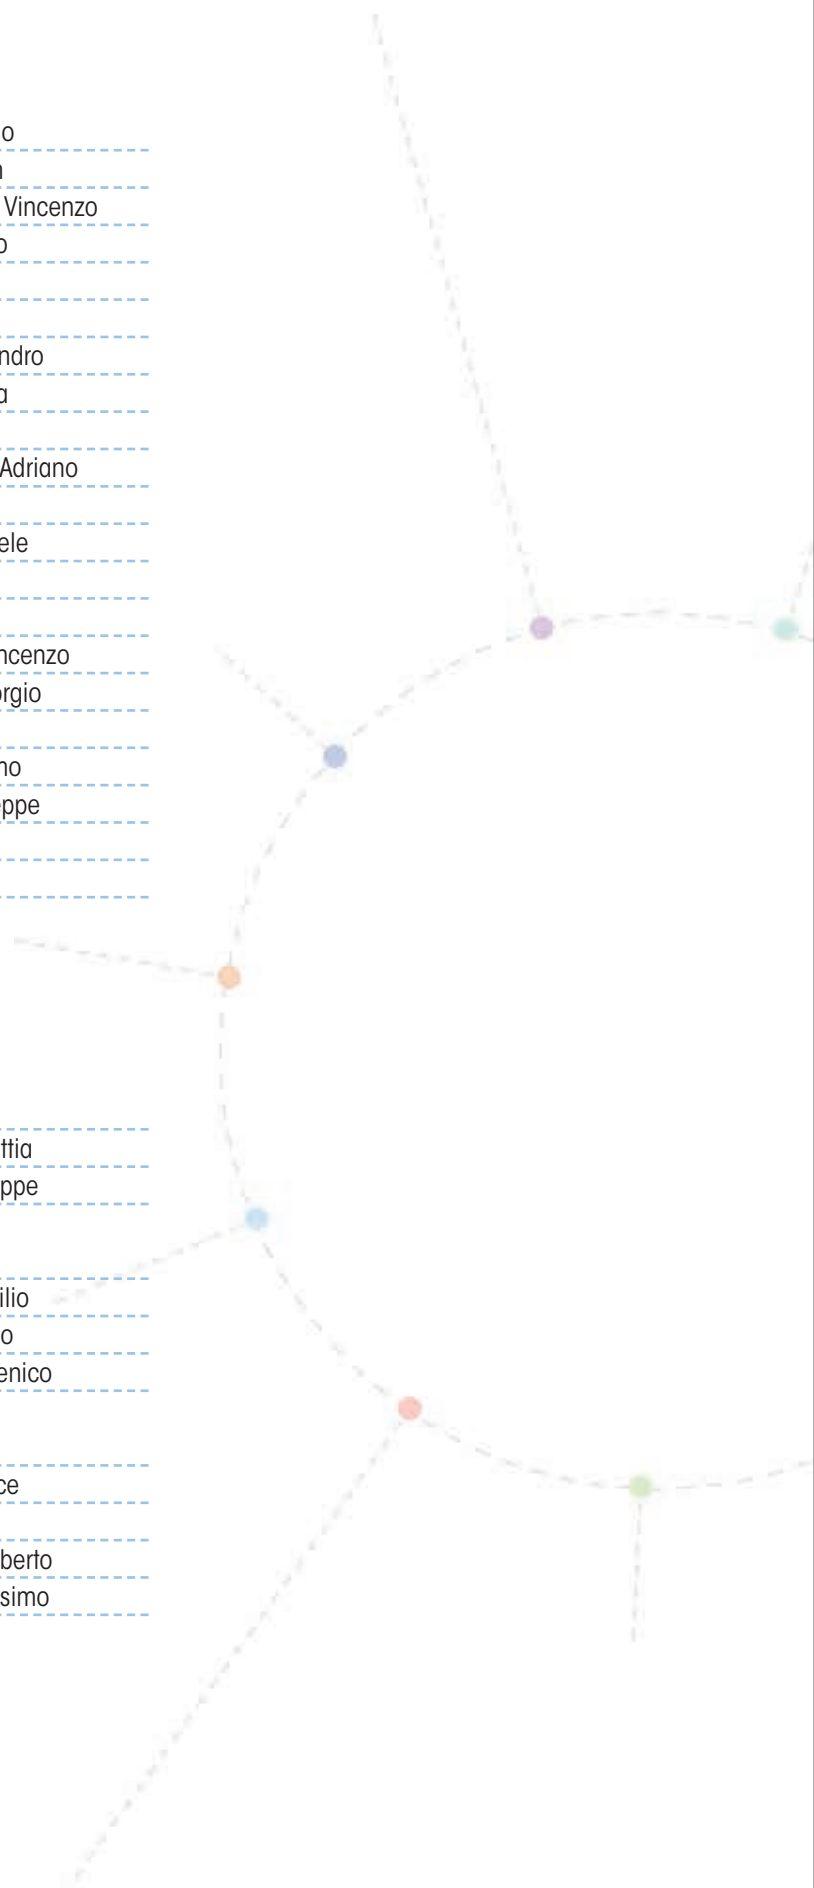 o
Vincenzo
o
ndro
a
Adriano
ele
ncenzo
rgio
no
ppe
ttia
ppe
ilio
o
enico
ce
berto
simo